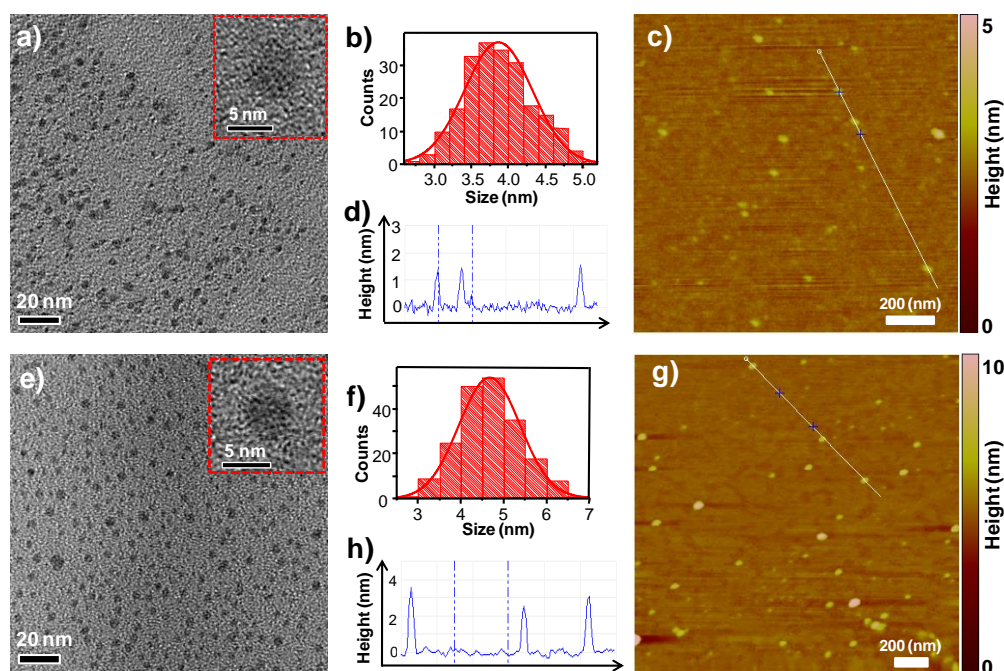 a)
5 nm
20 nm
b)
Counts
30
20
10
0
3.0 3.5 4.0 4.5 5.0
Size (nm)
c)
200 (nm)
5
Height (nm)
0
d)
Height (nm)
3
2
1
0
e)
5 nm
20 nm
f)
Counts
40
20
0
3 4 5 6 7
Size (nm)
g)
200 (nm)
10
Height (nm)
0
h)
Height (nm)
4
2
0